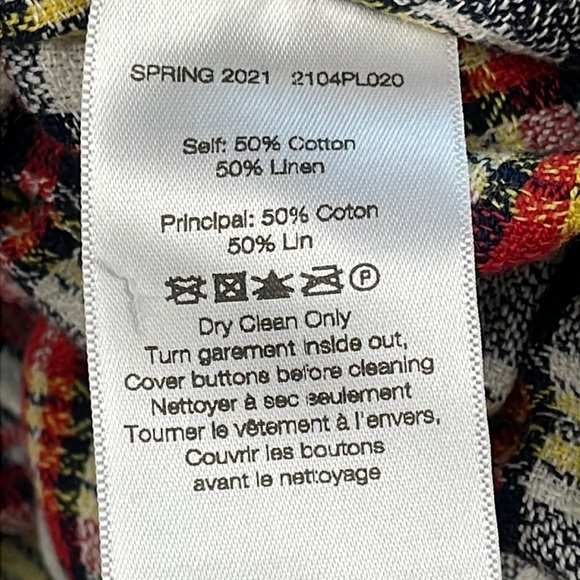 SPRING 2021 2104PL020
Self: 50% Cotton
50% Linen
Principal: 50% Coton
50% Lin
P
Dry Clean Only
Turn garement inside out,
Cover buttons before cleaning
Nettoyer à sec seulement
Tourner le vêtement à l'envers,
Couvrir les boutons
avant le nettoyage